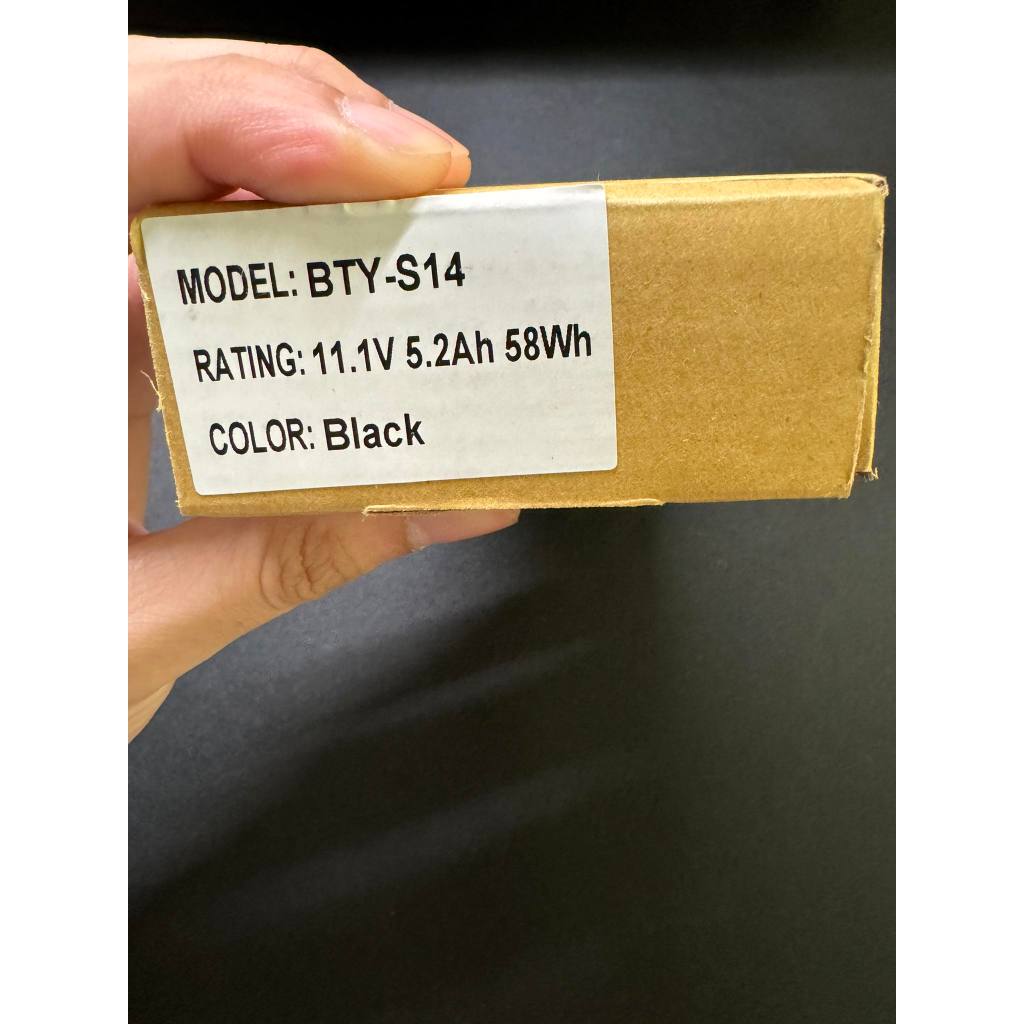 MODEL: BTY-S14
RATING: 11.1V 5.2Ah 58Wh
COLOR: Black